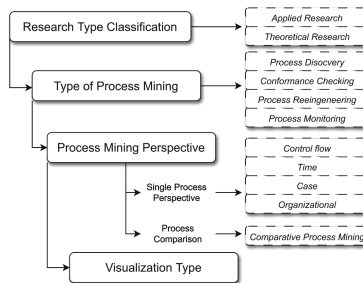 Research Type Classification
Applied Research
Theoretical Research
Type of Process Mining
Process Disocvery
Conformance Checking
Process Reeingeneering
Process Monitoring
Process Mining Perspective
Single Process
Perspective
Control flow
Time
Case
Organizational
Process
Comparison
Comparative Process Mining
Visualization Type